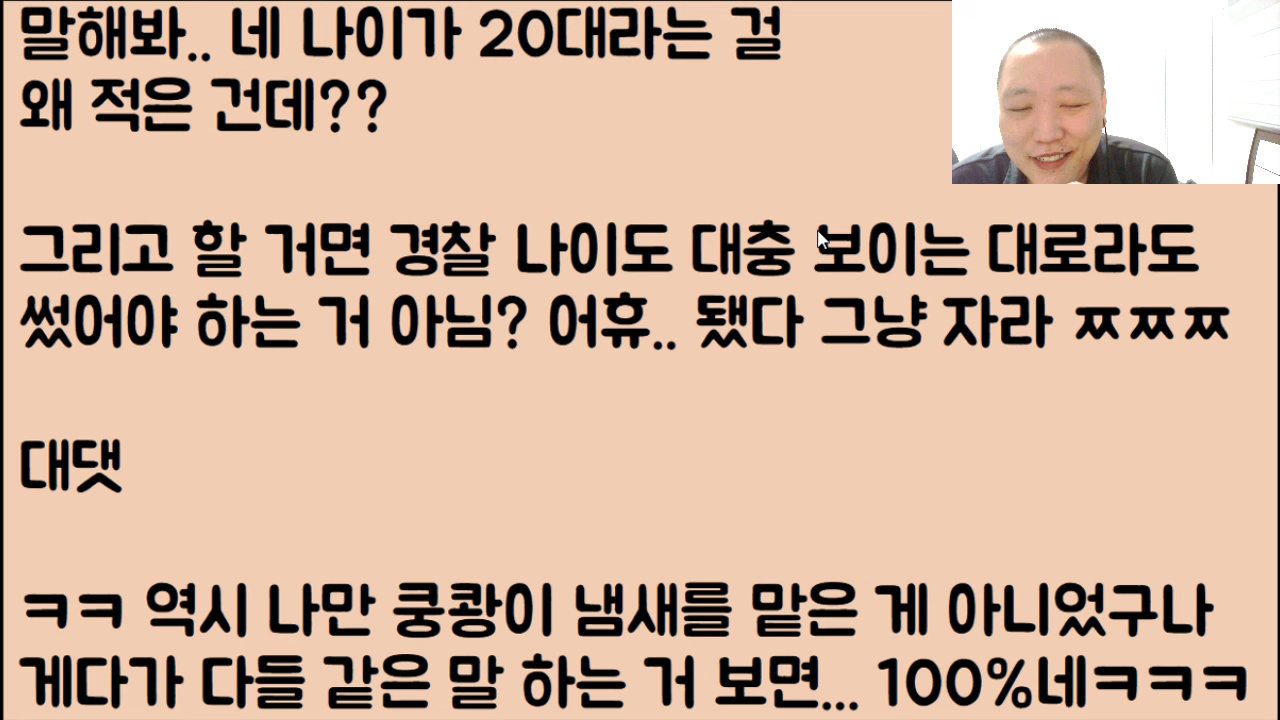 말해봐.. 네 나이가 20대라는 걸
왜 적은 건데??
그리고 할 거면 경찰 나이도 대충 보이는 대로라도
썼어야 하는 거 아님? 어휴.. 됐다 그냥 자라 ㅉㅉㅉ
대댓
ㅋㅋ 역시 나만 쿵쾅이 냄새를 맡은 게 아니었구나
게다가 다들 같은 말 하는 거 보면... 100%네ㅋㅋㅋ